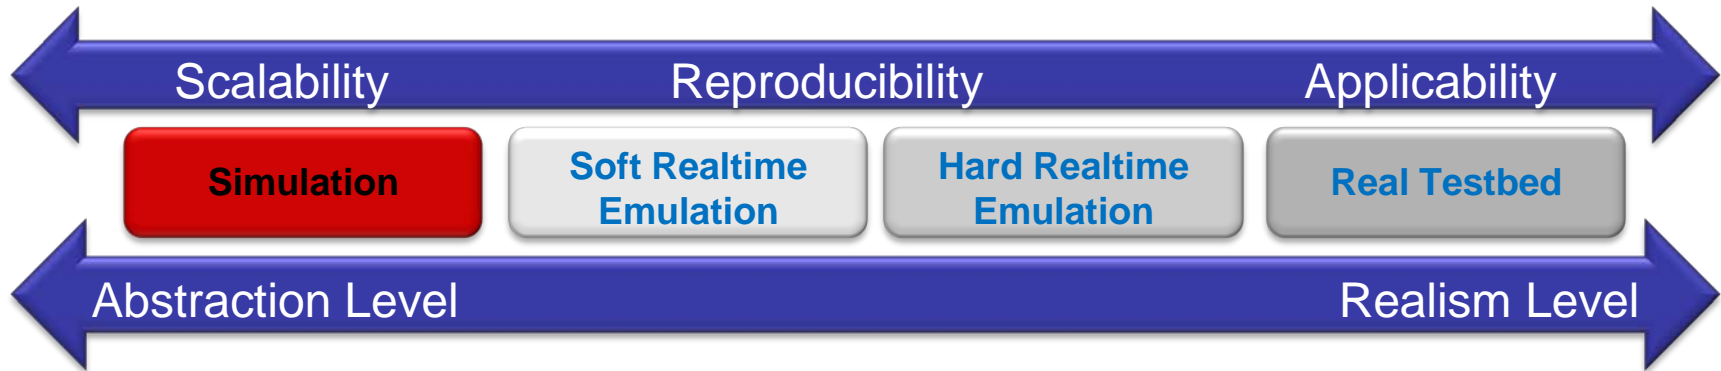 Scalability Reproducibility Applicability
Simulation
Soft Realtime
Emulation
Hard Realtime
Emulation
Real Testbed
Abstraction Level Realism Level